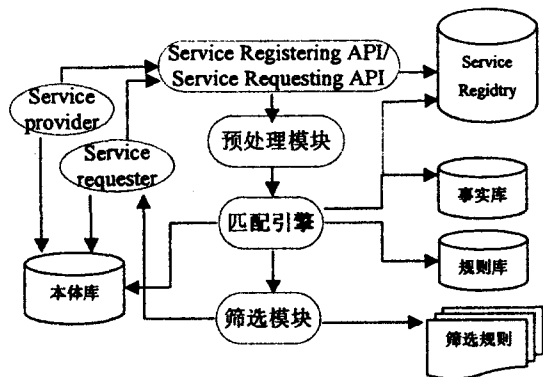 Service Registering API/
Service Requesting API
Service
Regidtry
Service
provider
Service
requester
预处理模块
事实库
匹配引擎
规则库
本体库
筛选模块
筛选规则